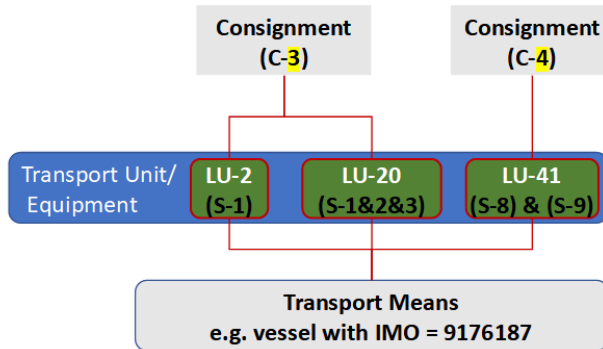 Consignment
(C-3)
Consignment
(C-4)
Transport Unit/
Equipment
LU-2
(S-1)
LU-20
(S-1&2&3)
LU-41
(S-8) & (S-9)
Transport Means
e.g. vessel with IMO = 9176187